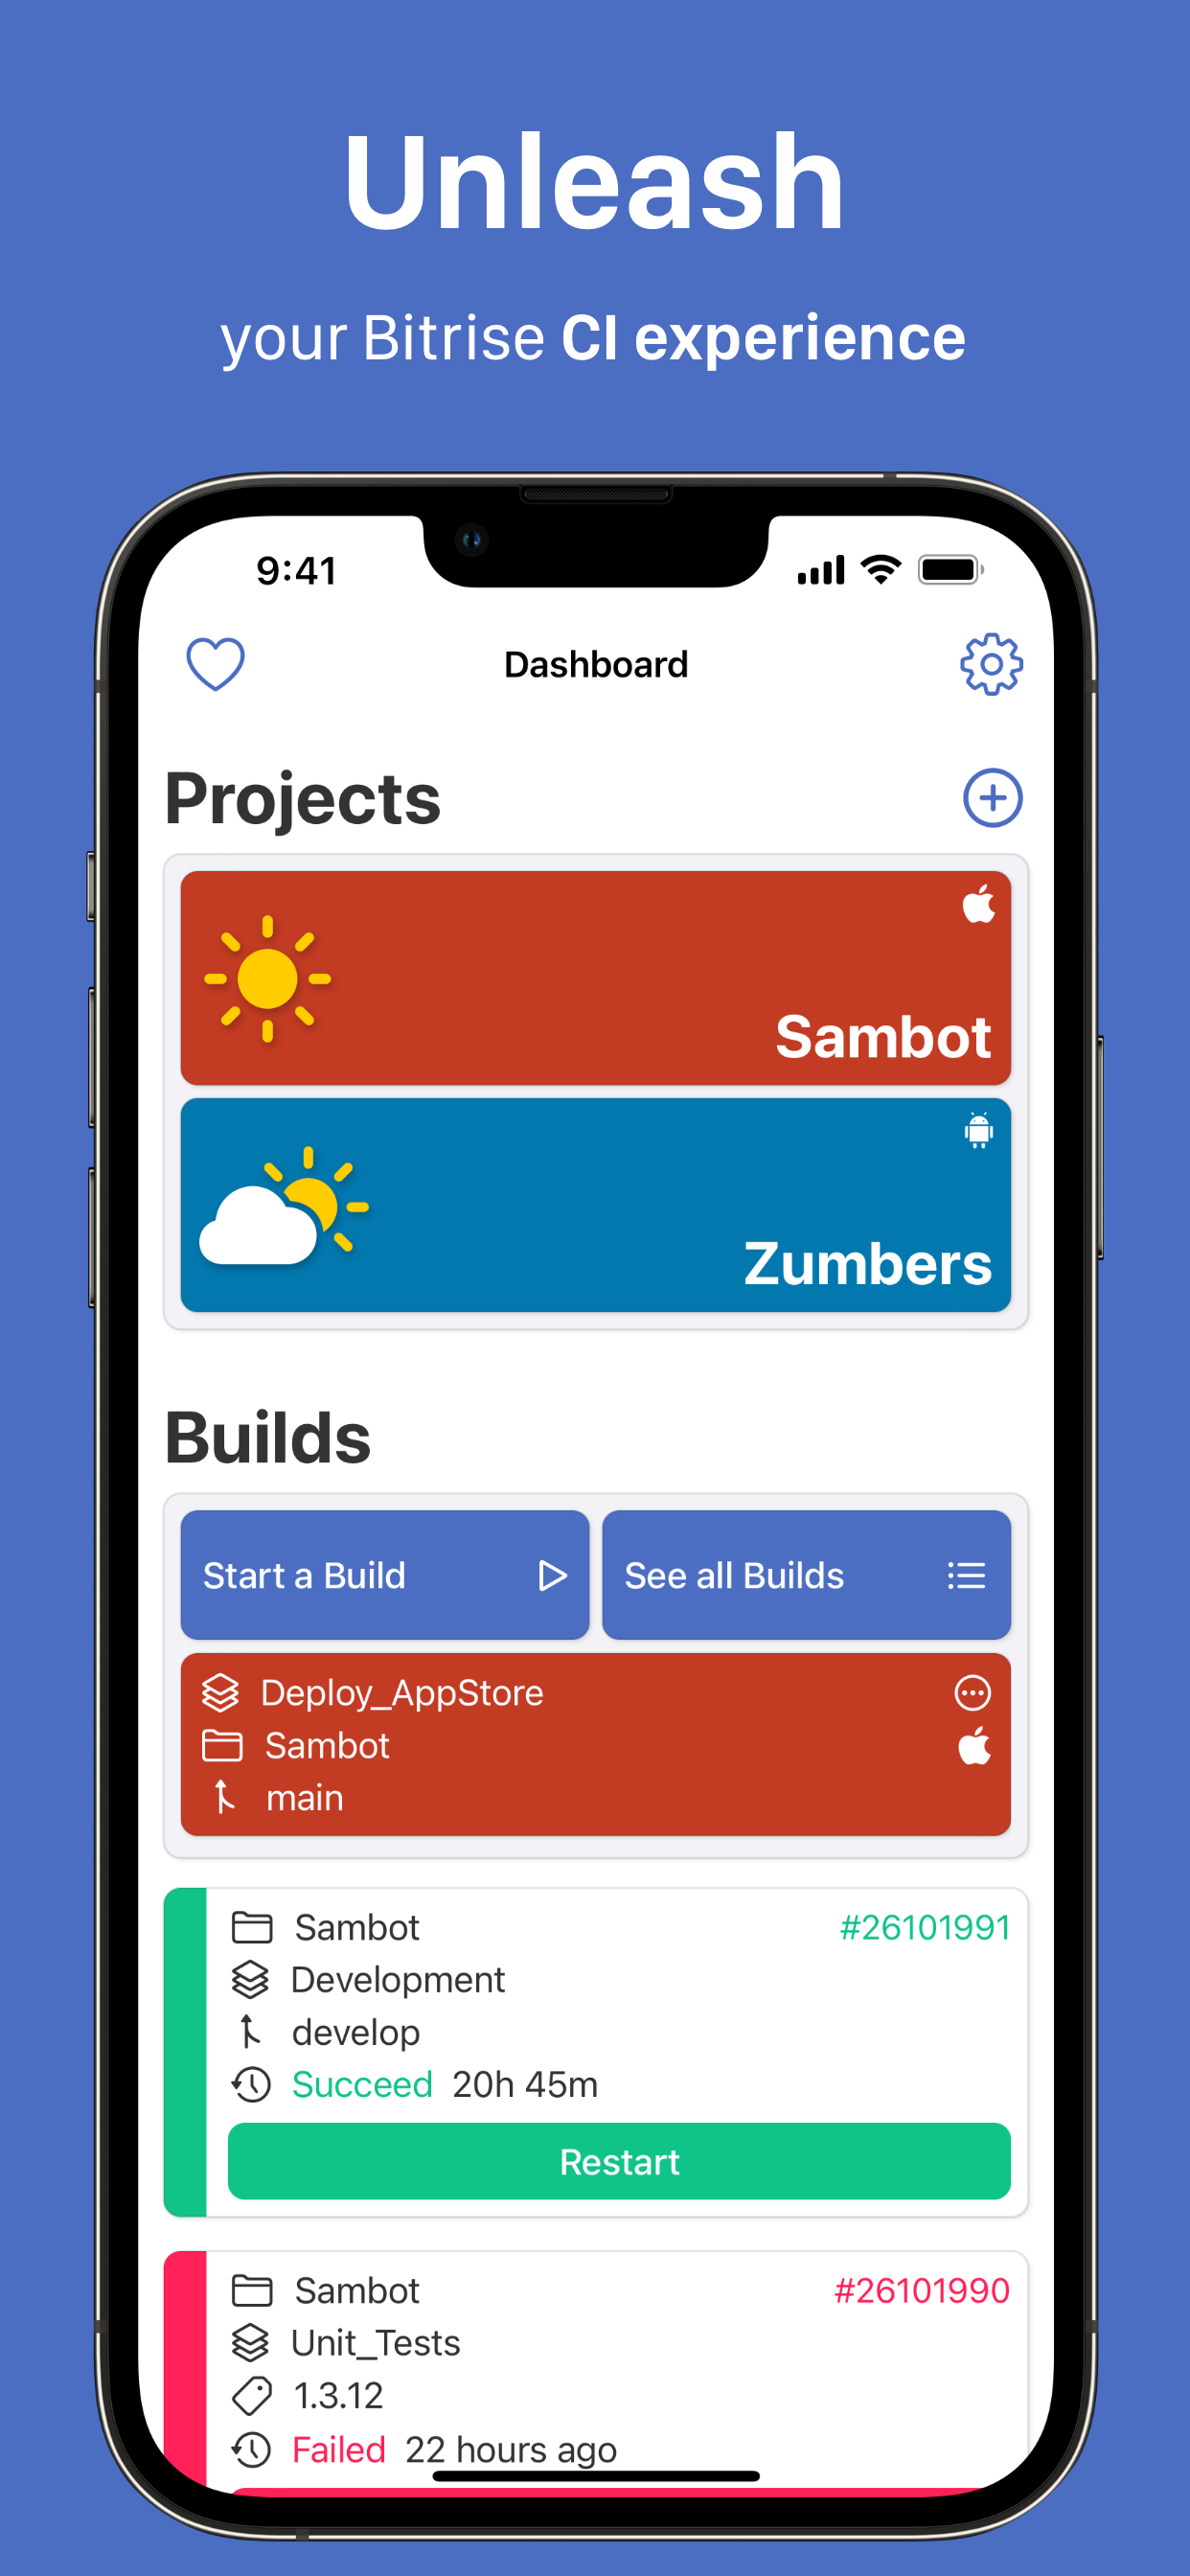 Unleash
your Bitrise CI experience
9:41
Dashboard
Projects
Sambot
Zumbers
Builds
Start a Build
See all Builds
Deploy_AppStore
Sambot
main
Sambot #26101991
Development
develop
Succeed 20h 45m
Restart
Sambot #26101990
Unit_Tests
1.3.12
Failed 22 hours ago